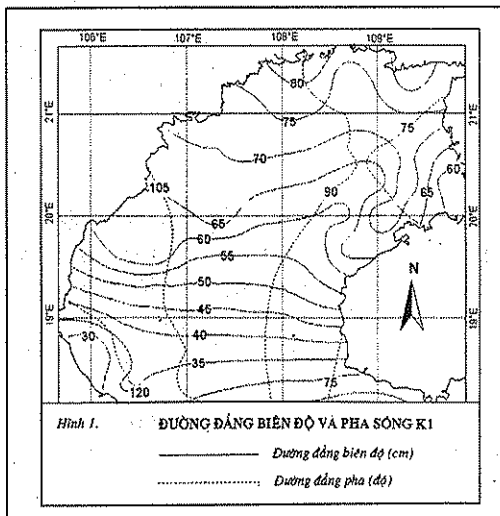 106°E 107°E 108°E 109°E
80
21°E 75 75 21°E
70
105 90 65 60
20°E 65 20°E
60
55
50
45
19°E 40 19°E
30 35
120 75
N
Hình 1. ĐƯỜNG ĐẲNG BIÊN ĐỘ VÀ PHA SÓNG K1
Đường đẳng biên độ (cm)
Đường đẳng pha (độ)